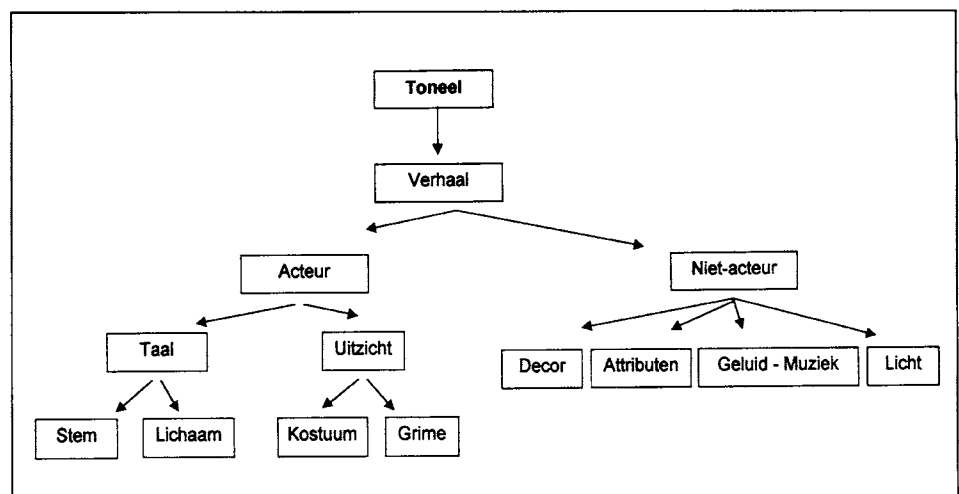 Toneel
Verhaal
Acteur
Niet-acteur
Taal
Uitzicht
Decor
Attributen
Geluid - Muziek
Licht
Stem
Lichaam
Kostuum
Grime